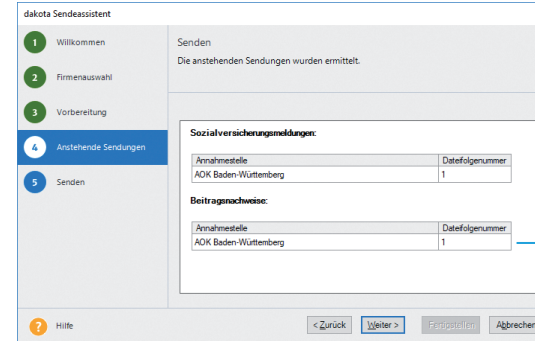 dakota Sendeassistent
1 Willkommen
2 Firmenauswahl
3 Vorbereitung
4 Anstehende Sendungen
5 Senden
Senden
Die anstehenden Sendungen wurden ermittelt.
Sozialversicherungsmeldungen:
Annahmestelle Dateifolgenummer
AOK Baden-Württemberg 1
Beitragsnachweise:
Annahmestelle Dateifolgenummer
AOK Baden-Württemberg 1
? Hilfe
< Zurück Weiter > Fertigstellen Abbrechen